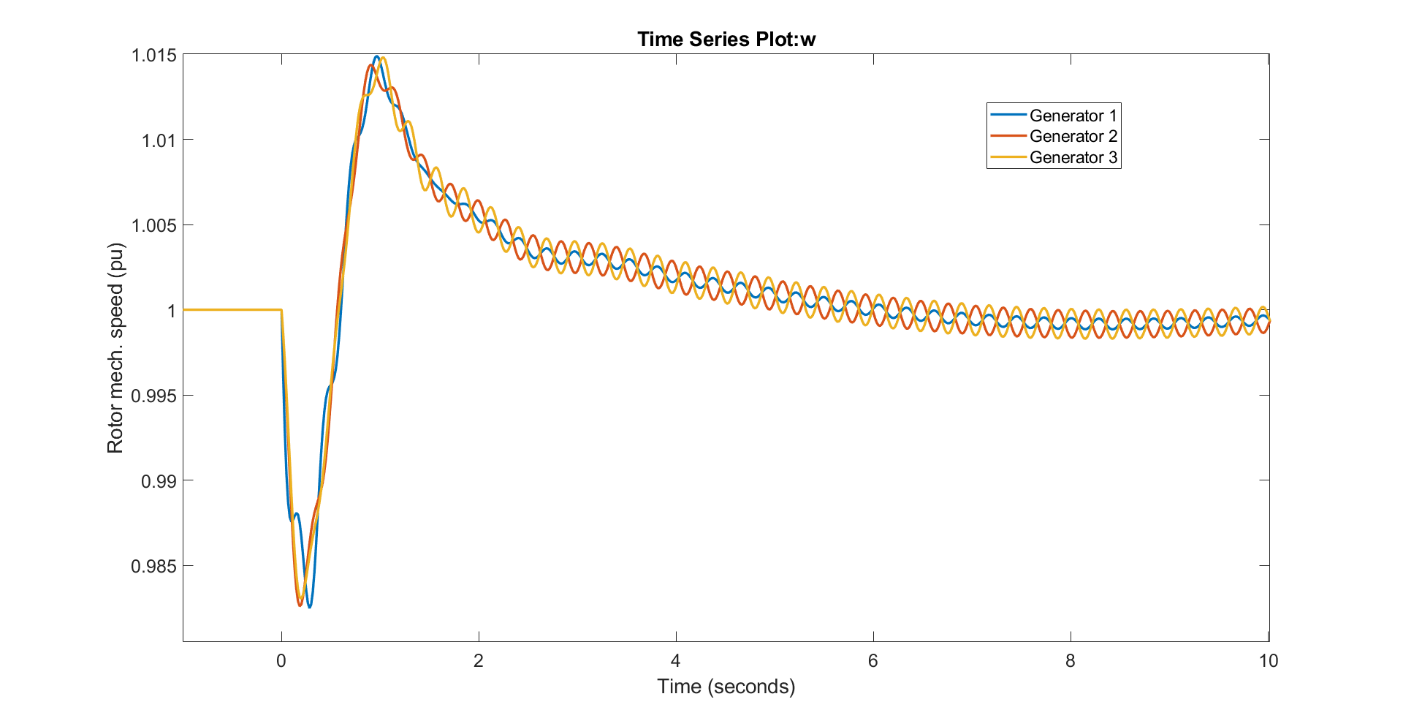 Time Series Plot:w
Rotor mech. speed (pu)
1.015
1.01
1.005
1
0.995
0.99
0.985
Generator 1
Generator 2
Generator 3
0 2 4 6 8 10
Time (seconds)